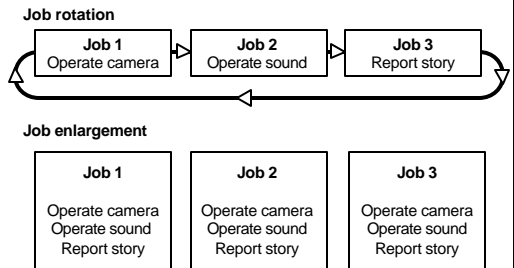 Job rotation
Job 1
Operate camera
Job 2
Operate sound
Job 3
Report story
Job enlargement
Job 1
Operate camera
Operate sound
Report story
Job 2
Operate camera
Operate sound
Report story
Job 3
Operate camera
Operate sound
Report story